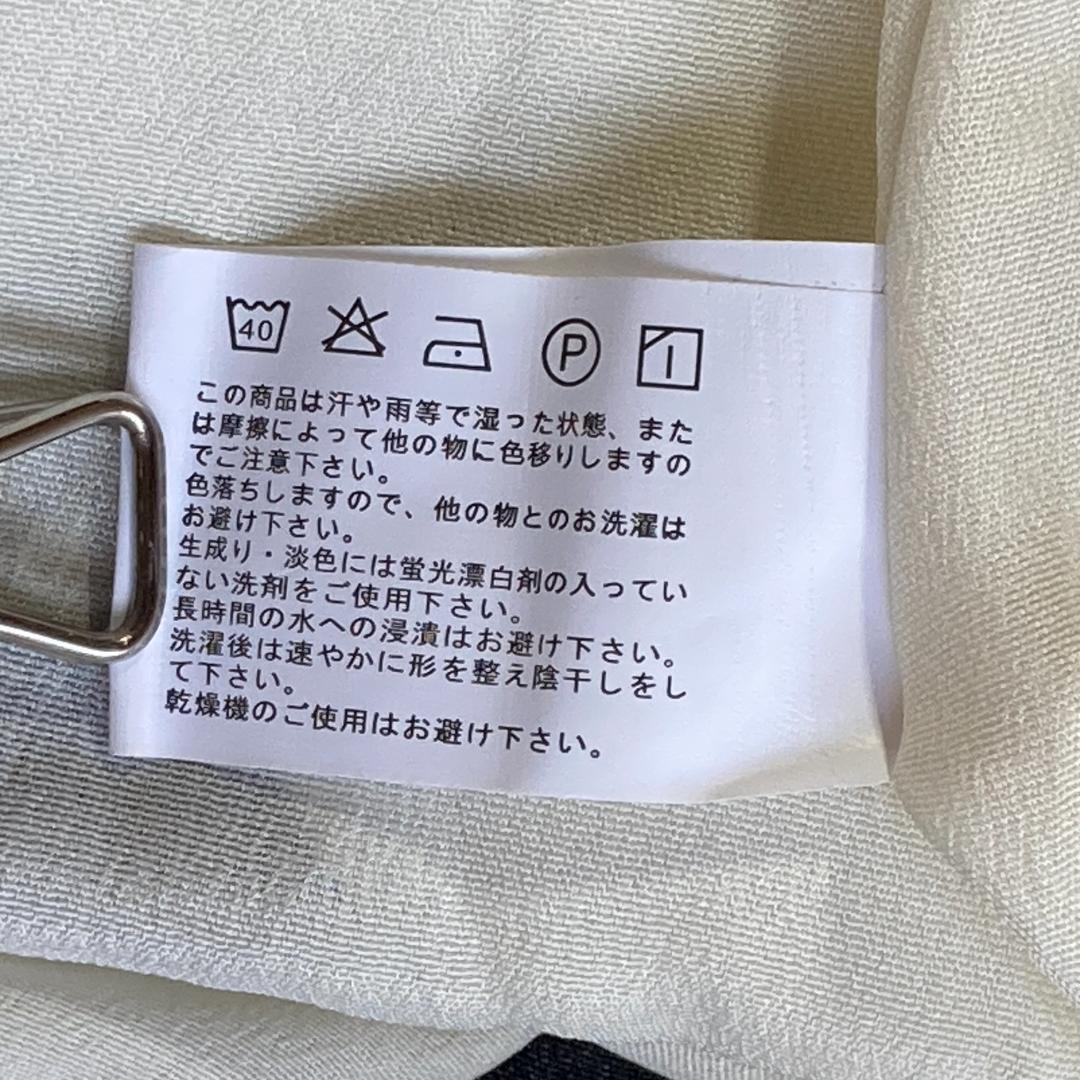 40
P
この商品は汗や雨等で湿った状態、また
は摩擦によって他の物に色移りしますの
でご注意下さい。
色落ちしますので、他の物とのお洗濯は
お避け下さい。
生成り・淡色には蛍光漂白剤の入ってい
ない洗剤をご使用下さい。
長時間の水への浸漬はお避け下さい。
洗濯後は速やかに形を整え陰干しをし
て下さい。
乾燥機のご使用はお避け下さい。